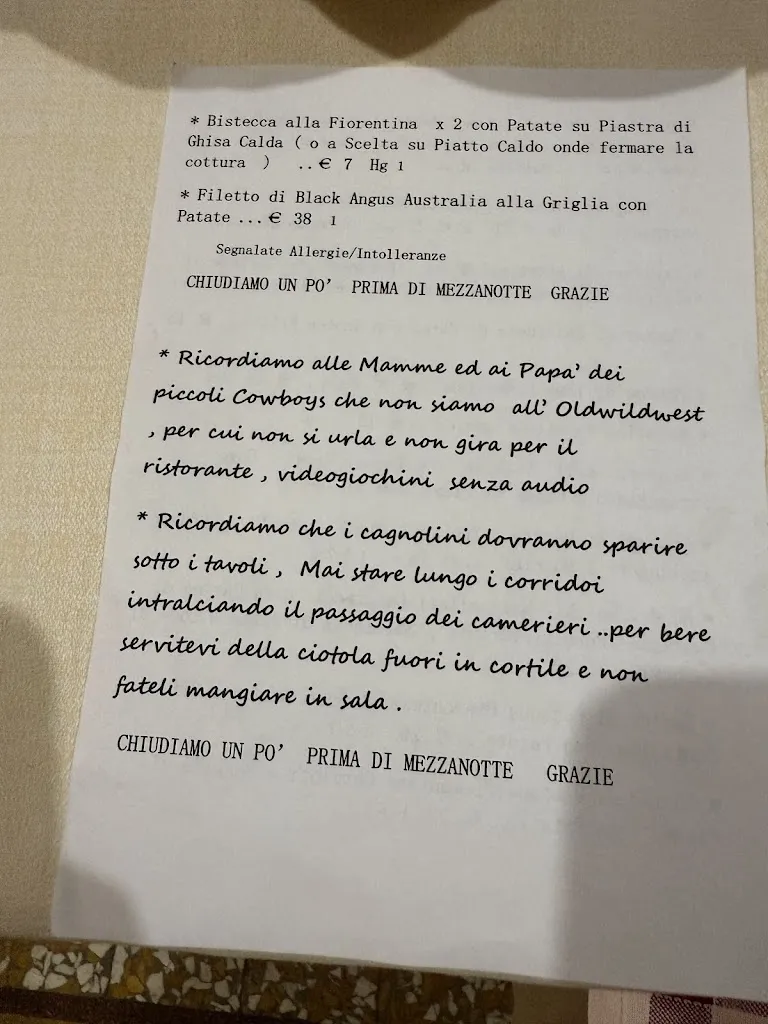 * Bistecca alla Fiorentina x 2 con Patate su Piastra di
Ghisa Calda ( o a Scelta su Piatto Caldo onde fermare la
cottura ) ..€ 7 Hg 1
* Filetto di Black Angus Australia alla Griglia con
Patate ...€ 38 1
Segnalate Allergie/Intolleranze
CHIUDIAMO UN PO' PRIMA DI MEZZANOTTE GRAZIE
* Ricordiamo alle Mamme ed ai Papa' dei
piccoli Cowboys che non siamo all' Oldwildwest
, per cui non si urla e non gira per il
ristorante , videogiochini senza audio
* Ricordiamo che i cagnolini dovranno sparire
sotto i tavoli , Mai stare lungo i corridoi
intralciando il passaggio dei camerieri ..per bere
servitevi della ciotola fuori in cortile e non
fateli mangiare in sala .
CHIUDIAMO UN PO' PRIMA DI MEZZANOTTE GRAZIE